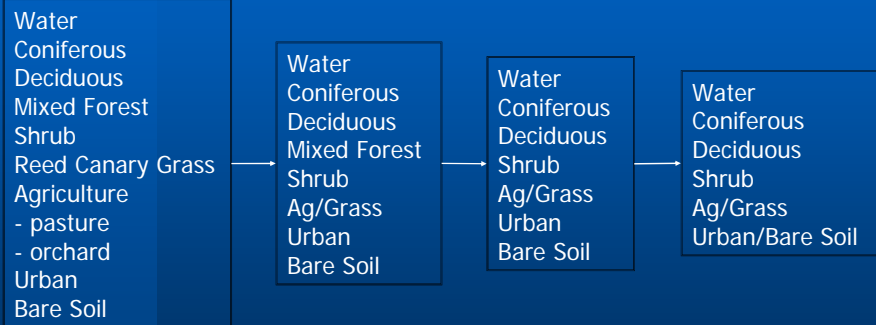 Water
Coniferous
Deciduous
Mixed Forest
Shrub
Reed Canary Grass
Agriculture
- pasture
- orchard
Urban
Bare Soil
Water
Coniferous
Deciduous
Mixed Forest
Shrub
Ag/Grass
Urban
Bare Soil
Water
Coniferous
Deciduous
Shrub
Ag/Grass
Urban
Bare Soil
Water
Coniferous
Deciduous
Shrub
Ag/Grass
Urban/Bare Soil